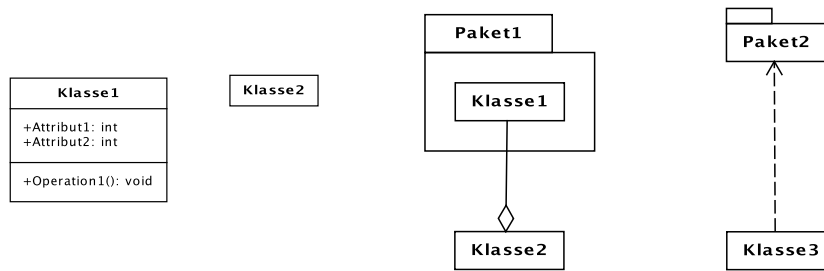 Klasse1
+Attribut1: int
+Attribut2: int
+Operation1(): void
Klasse2
Paket1
Klasse1
Klasse2
Paket2
Klasse3